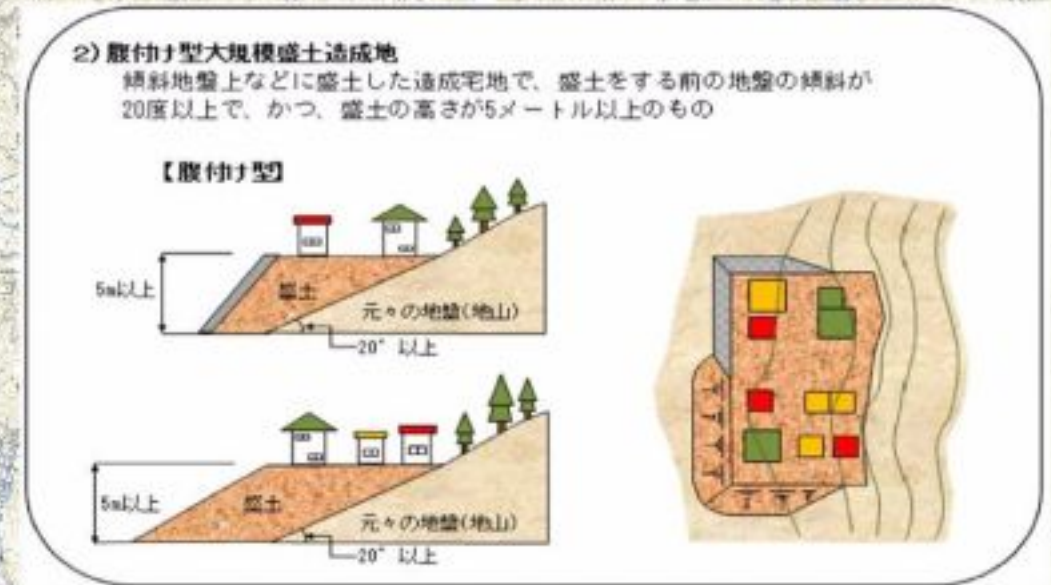 2）腹付け型大規模盛土造成地
傾斜地盤上などに盛土した造成宅地で、盛土をする前の地盤の傾斜が
20度以上で、かつ、盛土の高さが5メートル以上のもの
【腹付け型】
5m以上
盛土
元々の地盤(地山)
20°以上
5m以上
盛土
元々の地盤(地山)
20°以上